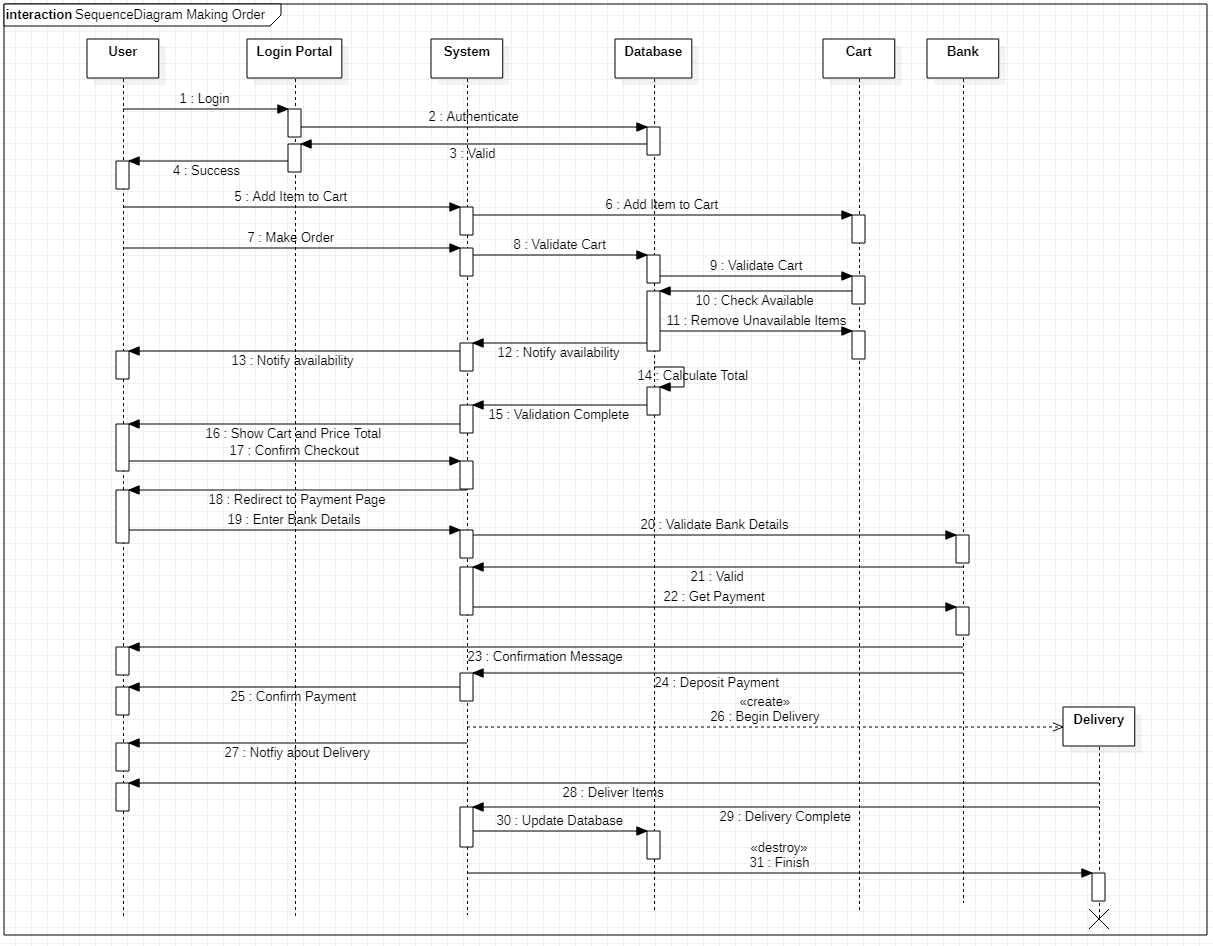 interaction SequenceDiagram Making Order
User
Login Portal
System
Database
Cart
Bank
1 : Login
2 : Authenticate
3 : Valid
4 : Success
5 : Add Item to Cart
6 : Add Item to Cart
7 : Make Order
8 : Validate Cart
9 : Validate Cart
10 : Check Available
11 : Remove Unavailable Items
12 : Notify availability
13 : Notify availability
14 : Calculate Total
15 : Validation Complete
16 : Show Cart and Price Total
17 : Confirm Checkout
18 : Redirect to Payment Page
19 : Enter Bank Details
20 : Validate Bank Details
21 : Valid
22 : Get Payment
23 : Confirmation Message
24 : Deposit Payment
25 : Confirm Payment
«create»
26 : Begin Delivery
Delivery
27 : Notfiy about Delivery
28 : Deliver Items
29 : Delivery Complete
30 : Update Database
«destroy»
31 : Finish